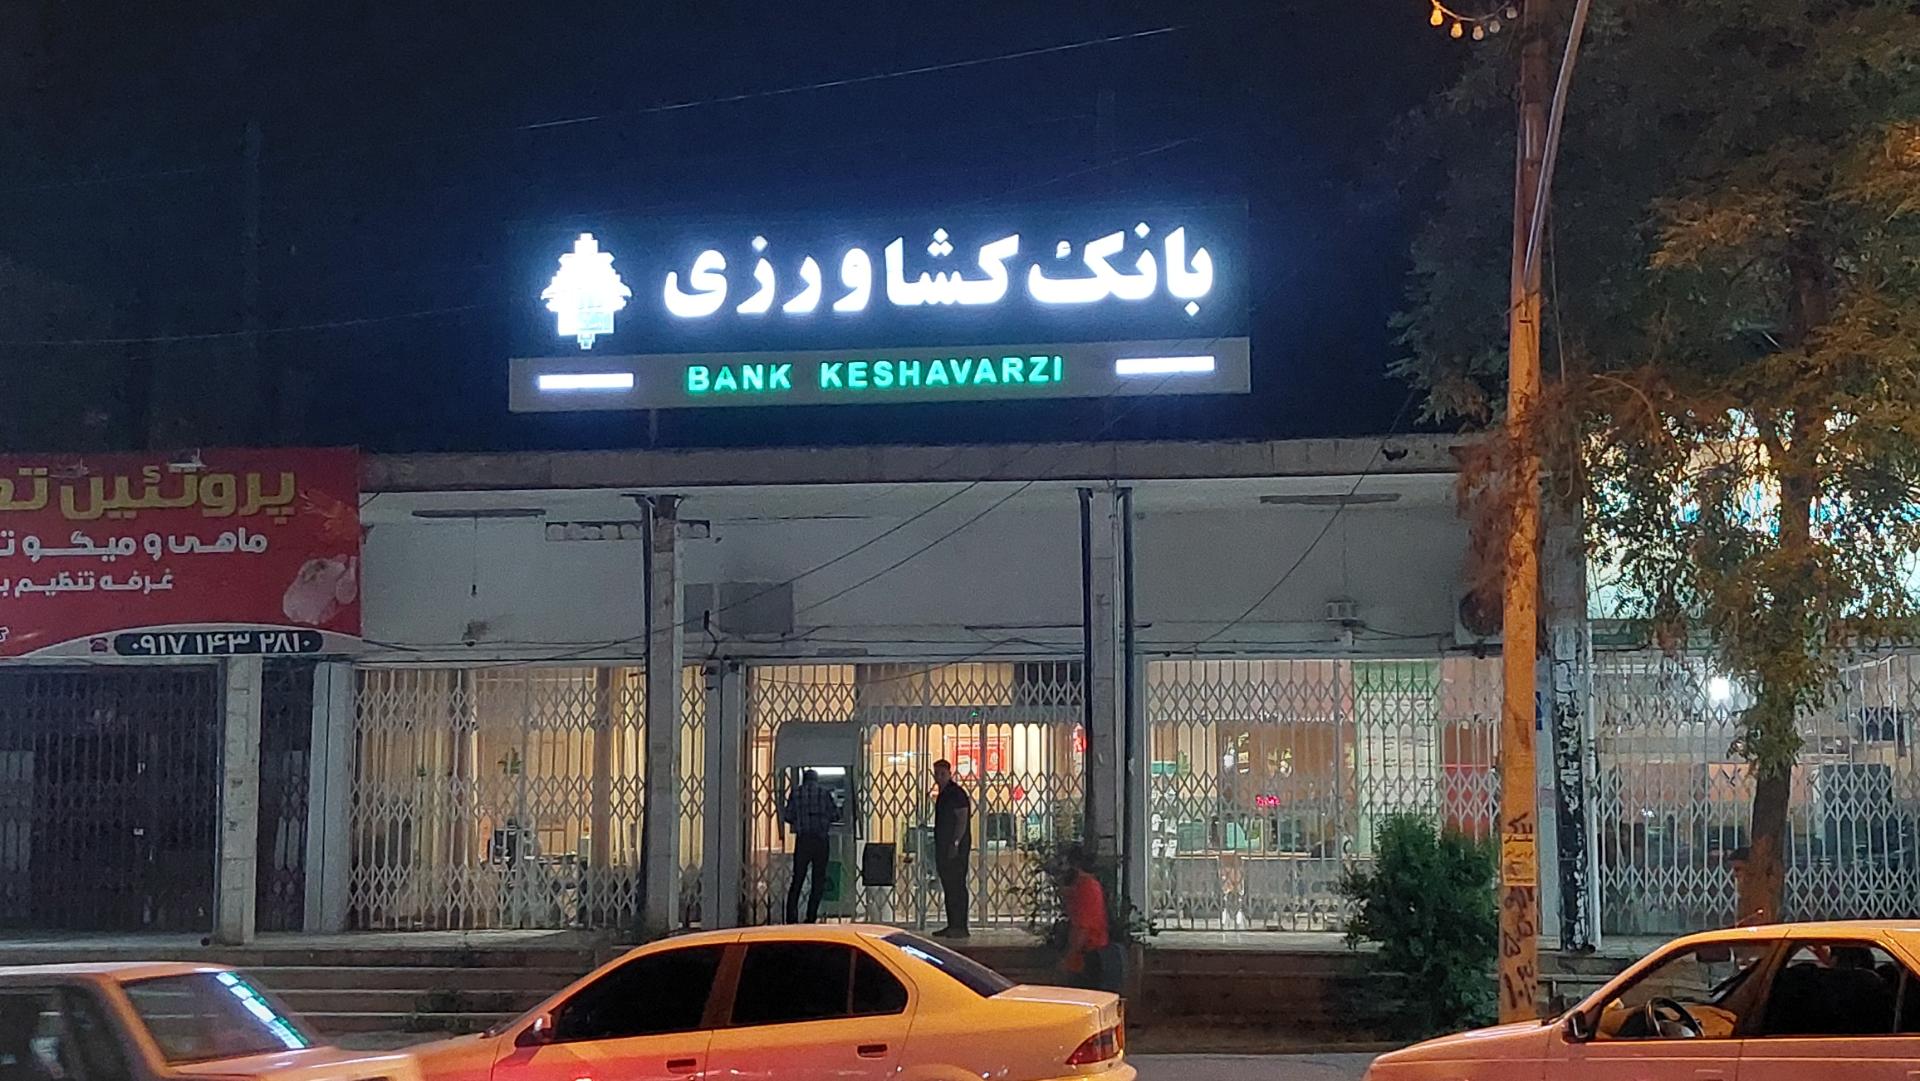 بانک کشاورزی
BANK KESHAVARZI
پروتئین
ماهی و میگو
غرفه تنظیم
۰۹۱۷ ۱۴۳ ۲۸۱۰